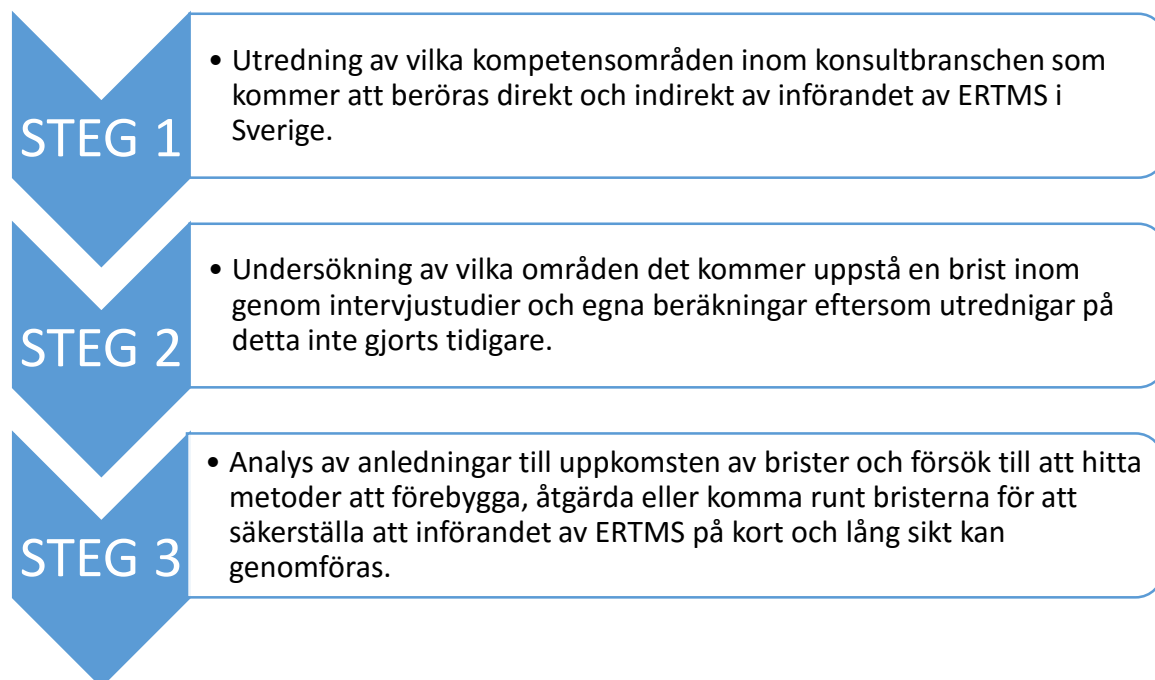 STEG 1
• Utredning av vilka kompetensområden inom konsultbranschen som
kommer att beröras direkt och indirekt av införandet av ERTMS i
Sverige.
STEG 2
• Undersökning av vilka områden det kommer uppstå en brist inom
genom intervjustudier och egna beräkningar eftersom utrednigar på
detta inte gjorts tidigare.
STEG 3
• Analys av anledningar till uppkomsten av brister och försök till att hitta
metoder att förebygga, åtgärda eller komma runt bristerna för att
säkerställa att införandet av ERTMS på kort och lång sikt kan
genomföras.